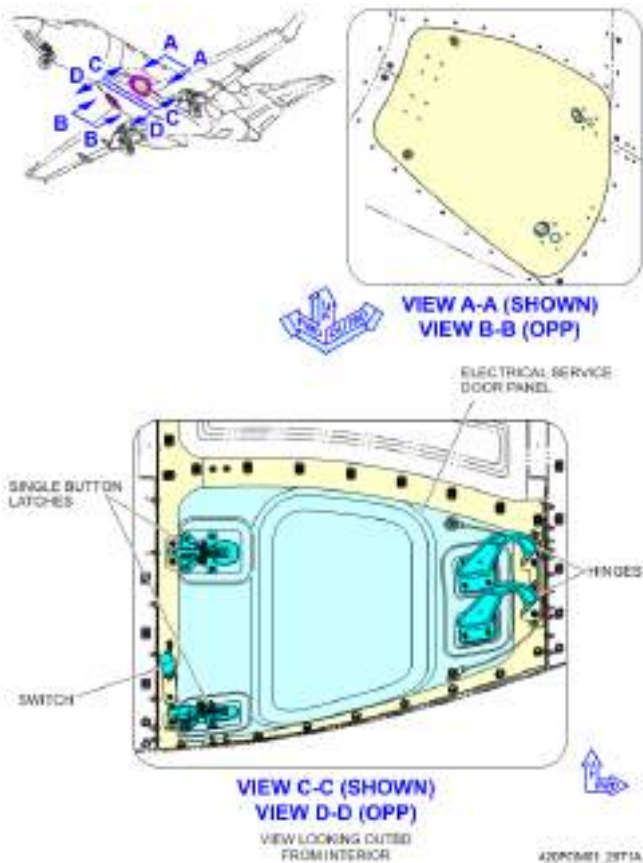 A
A
C
D
B
B
D
C
VIEW A-A (SHOWN)
VIEW B-B (OPP)
ELECTRICAL SERVICE
DOOR PANEL
SINGLE BUTTON
LATCHES
HINGES
SWITCH
VIEW C-C (SHOWN)
VIEW D-D (OPP)
VIEW LOOKING OUTBD
FROM INTERIOR